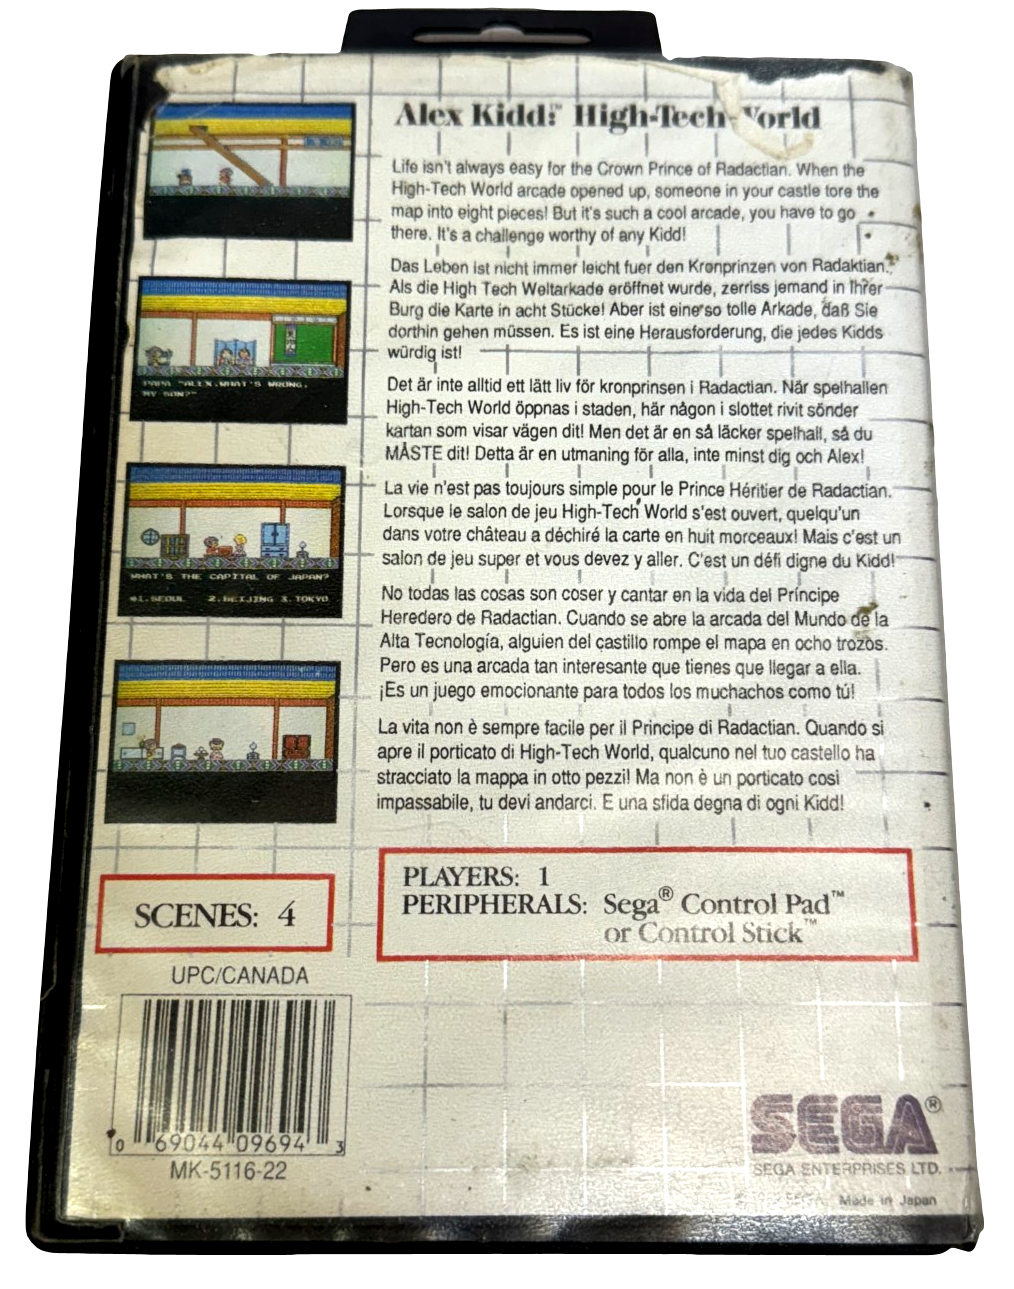 Alex Kidd:™ High-Tech World
Life isn't always easy for the Crown Prince of Radactian. When the
High-Tech World arcade opened up, someone in your castle tore the
map into eight pieces! But it's such a cool arcade, you have to go
there. It's a challenge worthy of any Kidd!
Das Leben ist nicht immer leicht fuer den Kronprinzen von Radaktian.
Als die High Tech Weltarkade eröffnet wurde, zerriss jemand in Ihrer
Burg die Karte in acht Stücke! Aber ist eine so tolle Arkade, daß Sie
dorthin gehen müssen. Es ist eine Herausforderung, die jedes Kidds
würdig ist!
Det är inte alltid ett lätt liv för kronprinsen i Radactian. När spelhallen
High-Tech World öppnas i staden, här någon i slottet rivit sönder
kartan som visar vägen dit! Men det är en så läcker spelhall, så du
MÅSTE dit! Detta är en utmaning för alla, inte minst dig och Alex!
La vie n'est pas toujours simple pour le Prince Héritier de Radactian.
Lorsque le salon de jeu High-Tech World s'est ouvert, quelqu'un
dans votre château a déchiré la carte en huit morceaux! Mais c'est un
salon de jeu super et vous devez y aller. C'est un défi digne du Kidd!
No todas las cosas son coser y cantar en la vida del Príncipe
Heredero de Radactian. Cuando se abre la arcada del Mundo de la
Alta Tecnología, alguien del castillo rompe el mapa en ocho trozos.
Pero es una arcada tan interesante que tienes que llegar a ella.
¡Es un juego emocionante para todos los muchachos como tú!
La vita non è sempre facile per il Principe di Radactian. Quando si
apre il porticato di High-Tech World, qualcuno nel tuo castello ha
stracciato la mappa in otto pezzi! Ma non è un porticato cosi
impassabile, tu devi andarci. E una sfida degna di ogni Kidd!
PAPA "ALEX.WHAT'S WRONG,
MY SON?"
WHAT'S THE CAPITAL OF JAPAN?
1.SEOUL 2.BEIJING 3.TOKYO
SCENES: 4
PLAYERS: 1
PERIPHERALS: Sega® Control Pad™
or Control Stick™
UPC/CANADA
0 69044 09694 3
MK-5116-22
SEGA®
SEGA ENTERPRISES LTD.
Made in Japan